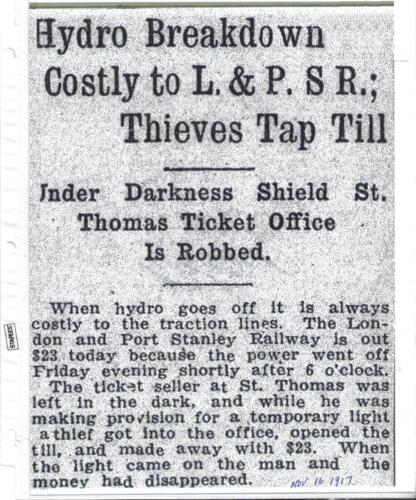 Hydro Breakdown
Costly to L. & P. S R.;
Thieves Tap Till
Under Darkness Shield St.
Thomas Ticket Office
Is Robbed.
When hydro goes off it is always
costly to the traction lines. The Lon-
don and Port Stanley Railway is out
$23 today because the power went off
Friday evening shortly after 6 o'clock.
The ticket seller at St. Thomas was
left in the dark, and while he was
making provision for a temporary light
a thief got into the office, opened the
till, and made away with $23. When
the light came on the man and the
money had disappeared.
NOV. 16 1917
STAPLES